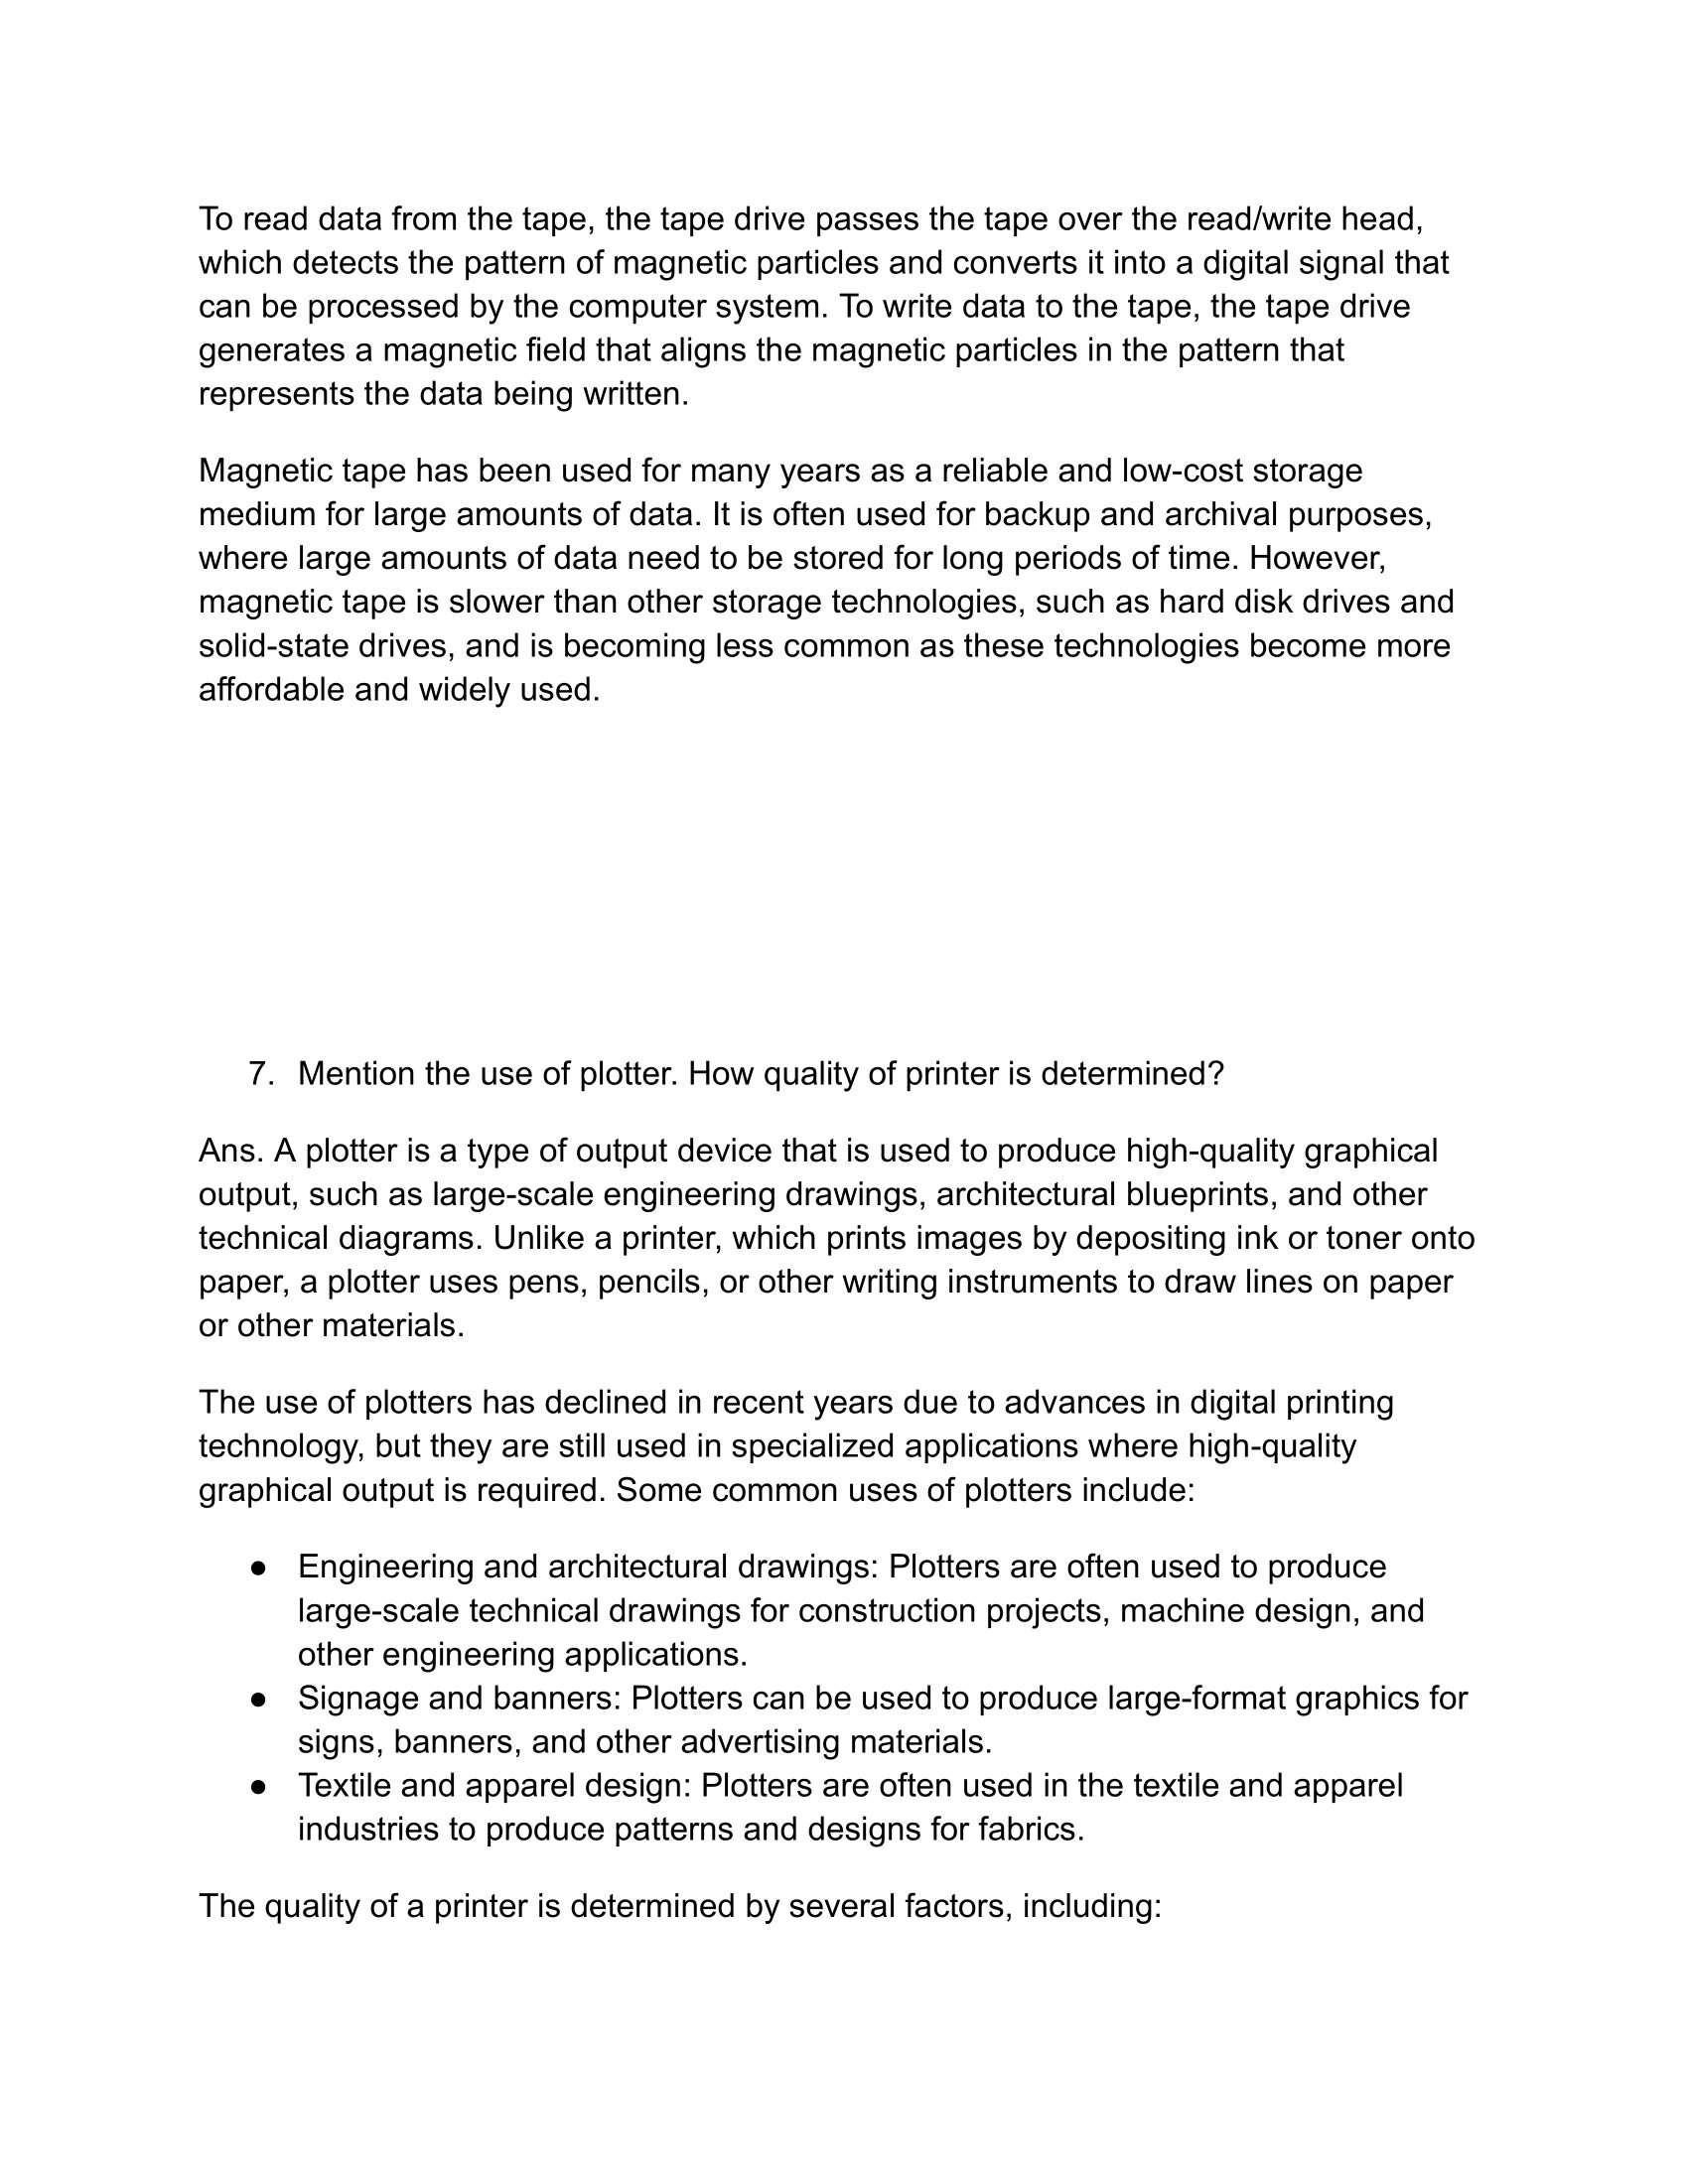 To read data from the tape, the tape drive passes the tape over the read/write head,
which detects the pattern of magnetic particles and converts it into a digital signal that
can be processed by the computer system. To write data to the tape, the tape drive
generates a magnetic field that aligns the magnetic particles in the pattern that
represents the data being written.
Magnetic tape has been used for many years as a reliable and low-cost storage
medium for large amounts of data. It is often used for backup and archival purposes,
where large amounts of data need to be stored for long periods of time. However,
magnetic tape is slower than other storage technologies, such as hard disk drives and
solid-state drives, and is becoming less common as these technologies become more
affordable and widely used.
7. Mention the use of plotter. How quality of printer is determined?
Ans. A plotter is a type of output device that is used to produce high-quality graphical
output, such as large-scale engineering drawings, architectural blueprints, and other
technical diagrams. Unlike a printer, which prints images by depositing ink or toner onto
paper, a plotter uses pens, pencils, or other writing instruments to draw lines on paper
or other materials.
The use of plotters has declined in recent years due to advances in digital printing
technology, but they are still used in specialized applications where high-quality
graphical output is required. Some common uses of plotters include:
● Engineering and architectural drawings: Plotters are often used to produce
large-scale technical drawings for construction projects, machine design, and
other engineering applications.
● Signage and banners: Plotters can be used to produce large-format graphics for
signs, banners, and other advertising materials.
● Textile and apparel design: Plotters are often used in the textile and apparel
industries to produce patterns and designs for fabrics.
The quality of a printer is determined by several factors, including: